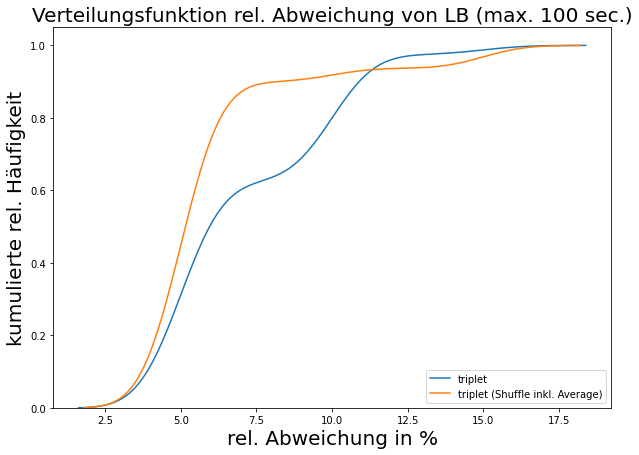 Verteilungsfunktion rel. Abweichung von LB (max. 100 sec.)
kumulierte rel. Häufigkeit
1.0
0.8
0.6
0.4
0.2
0.0
2.5 5.0 7.5 10.0 12.5 15.0 17.5
rel. Abweichung in %
triplet
triplet (Shuffle inkl. Average)